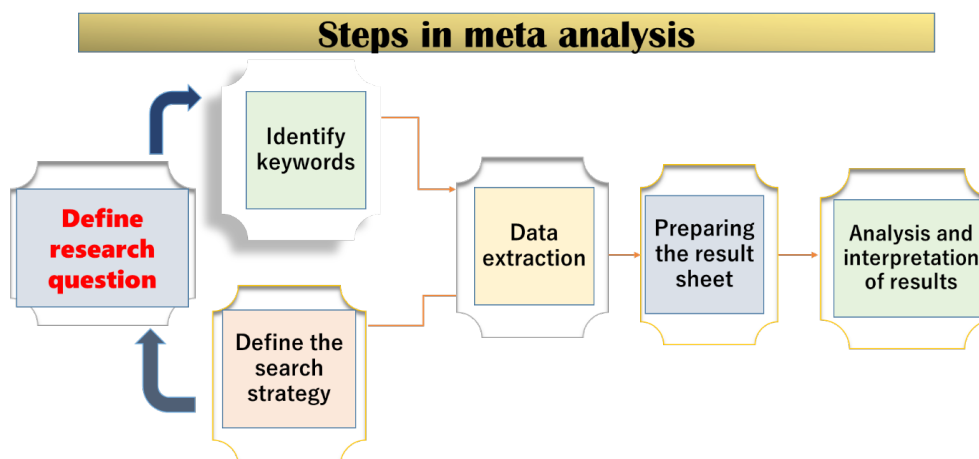 Steps in meta analysis
Define
research
question
Identify
keywords
Define the
search
strategy
Data
extraction
Preparing
the result
sheet
Analysis and
interpretation
of results